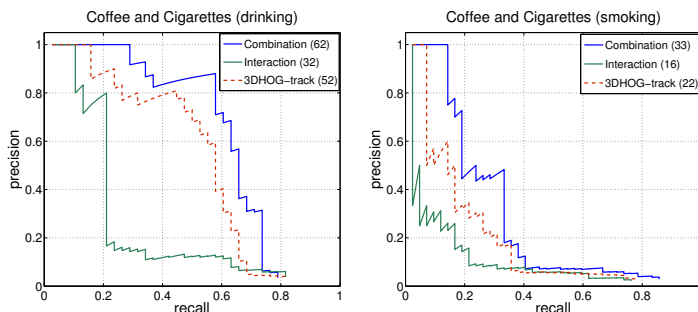 Coffee and Cigarettes (drinking)
Combination (62)
Interaction (32)
3DHOG-track (52)
precision
1
0.8
0.6
0.4
0.2
0
0 0.2 0.4 0.6 0.8 1
recall
Coffee and Cigarettes (smoking)
Combination (33)
Interaction (16)
3DHOG-track (22)
precision
1
0.8
0.6
0.4
0.2
0
0 0.2 0.4 0.6 0.8 1
recall